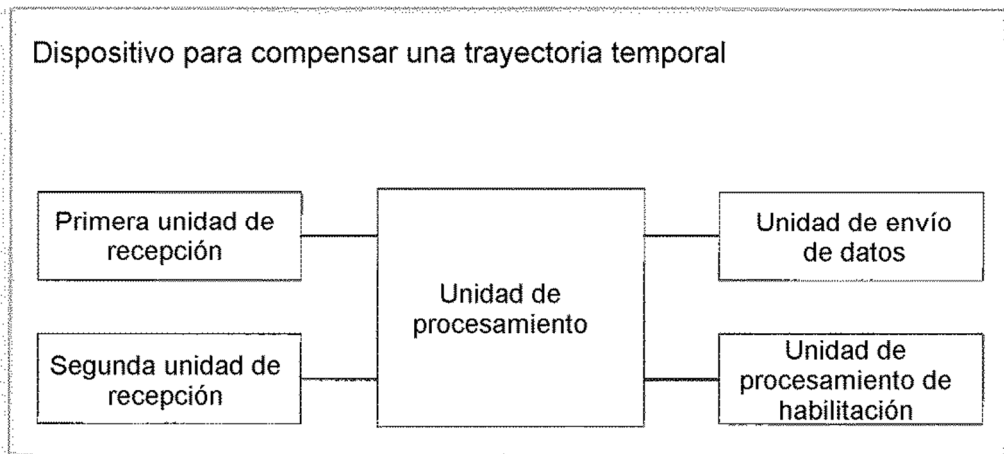 Dispositivo para compensar una trayectoria temporal
Primera unidad de
recepción
Segunda unidad de
recepción
Unidad de
procesamiento
Unidad de envío
de datos
Unidad de
procesamiento de
habilitación